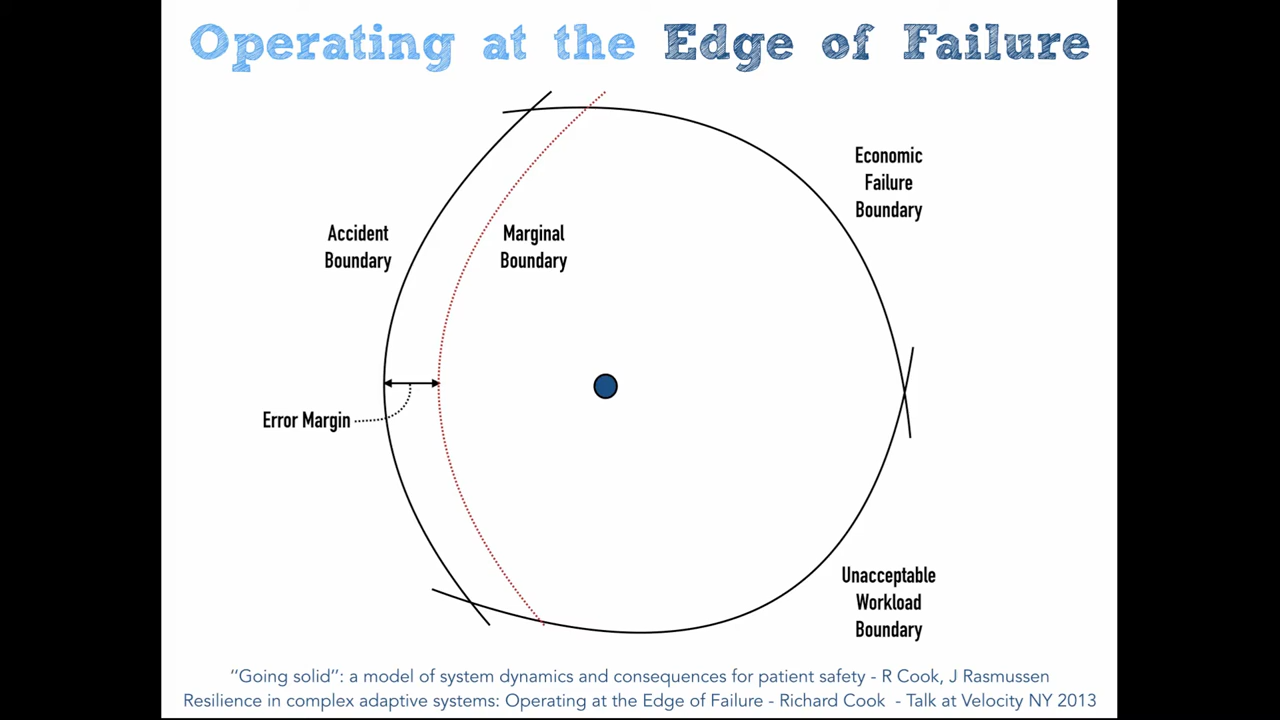 Operating at the Edge of Failure
Economic
Failure
Boundary
Accident
Boundary
Marginal
Boundary
Error Margin
Unacceptable
Workload
Boundary
“Going solid”: a model of system dynamics and consequences for patient safety - R Cook, J Rasmussen
Resilience in complex adaptive systems: Operating at the Edge of Failure - Richard Cook - Talk at Velocity NY 2013